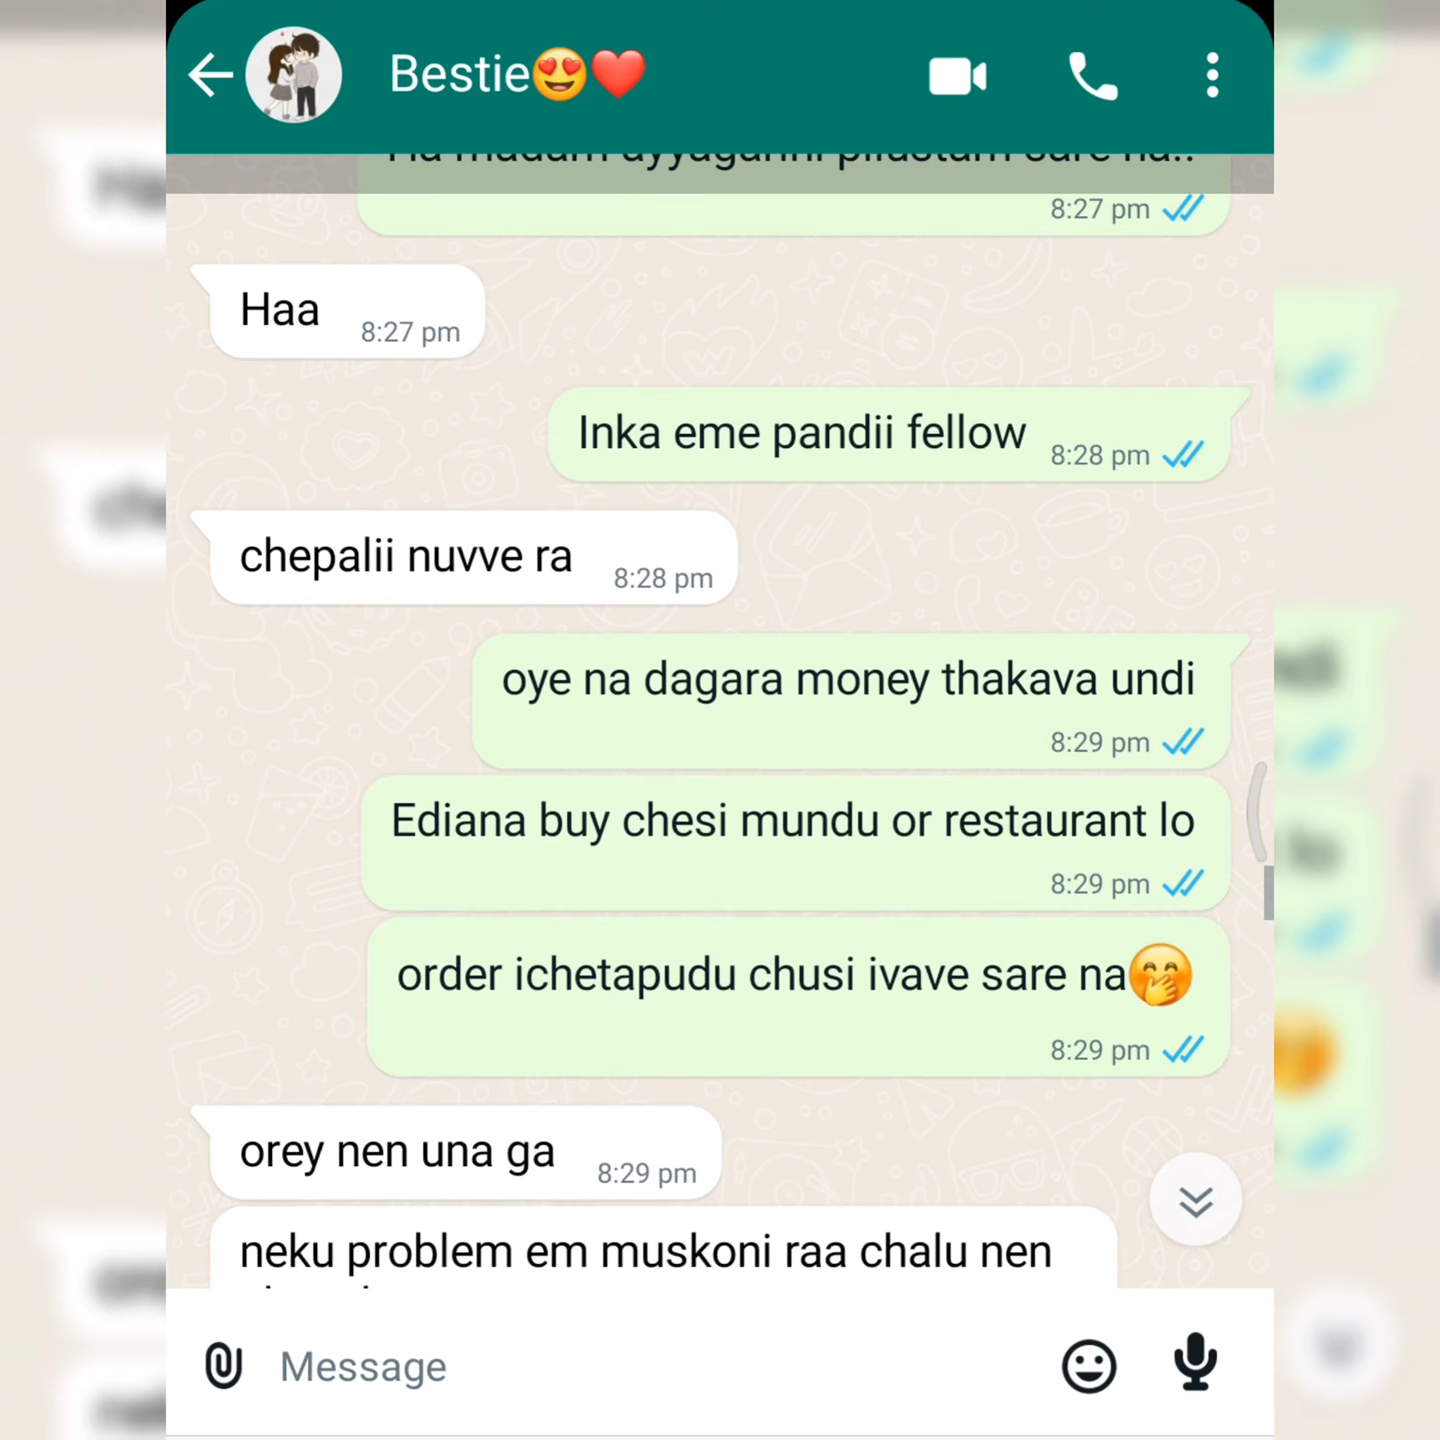 Bestie😍❤️
8:27 pm
Haa
8:27 pm
Inka eme pandii fellow
8:28 pm
chepalii nuvve ra
8:28 pm
oye na dagara money thakava undi
8:29 pm
Ediana buy chesi mundu or restaurant lo
8:29 pm
order ichetapudu chusi ivave sare na🤭
8:29 pm
orey nen una ga
8:29 pm
neku problem em muskoni raa chalu nen
Message